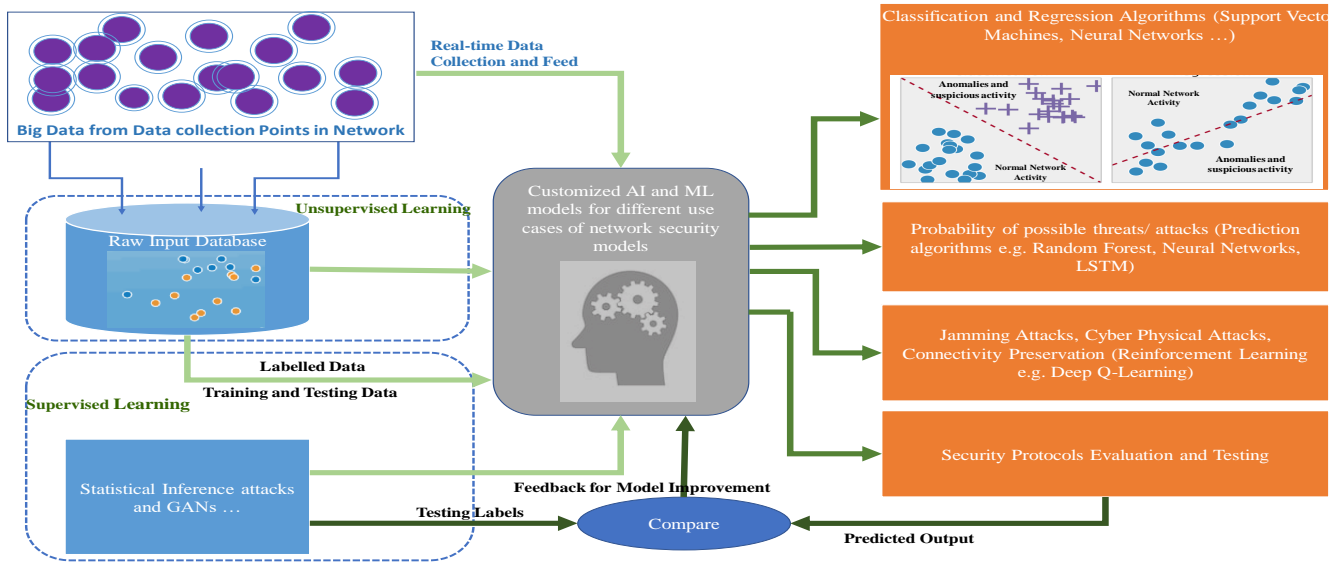 Big Data from Data collection Points in Network
Real-time Data
Collection and Feed
Unsupervised Learning
Raw Input Database
Labelled Data
Training and Testing Data
Supervised Learning
Statistical Inference attacks
and GANs …
Testing Labels
Customized AI and ML
models for different use
cases of network security
models
Feedback for Model Improvement
Compare
Predicted Output
Classification and Regression Algorithms (Support Vecto
Machines, Neural Networks …)
Anomalies and
suspicious activity
Normal Network
Activity
Normal Network
Activity
Anomalies and
suspicious activity
Probability of possible threats/ attacks (Prediction
algorithms e.g. Random Forest, Neural Networks,
LSTM)
Jamming Attacks, Cyber Physical Attacks,
Connectivity Preservation (Reinforcement Learning
e.g. Deep Q-Learning)
Security Protocols Evaluation and Testing